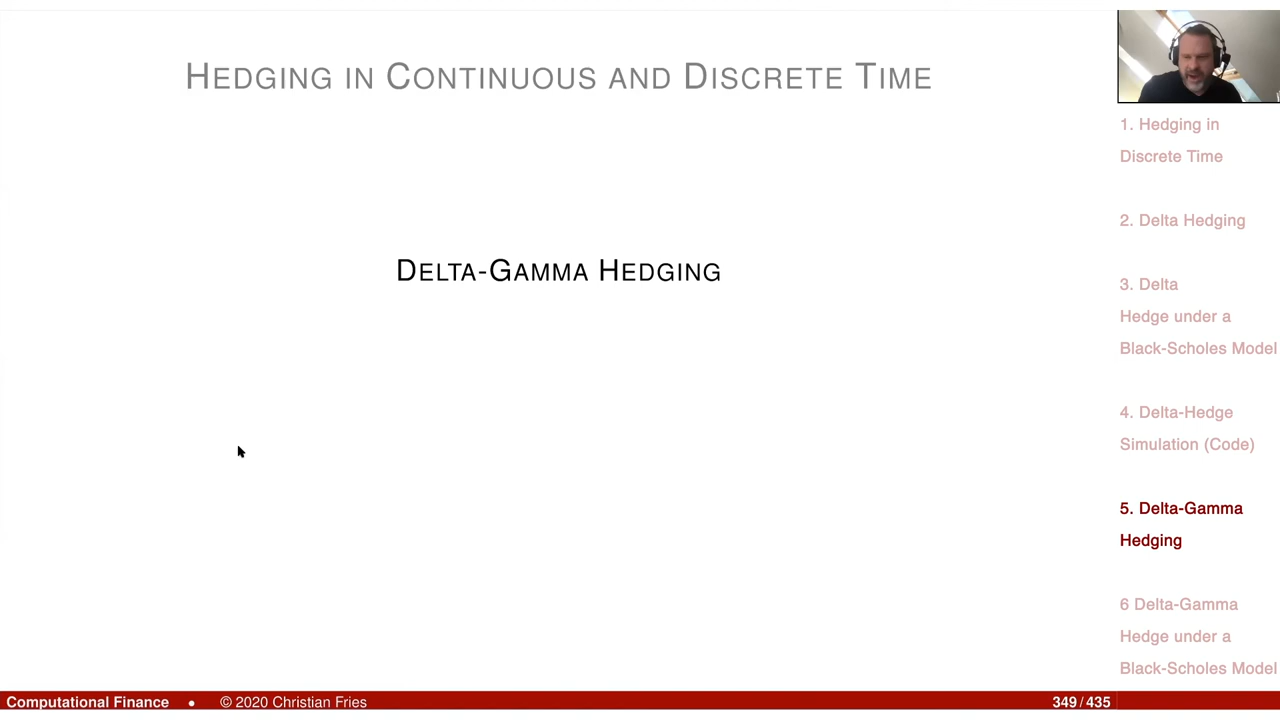 HEDGING IN CONTINUOUS AND DISCRETE TIME
DELTA-GAMMA HEDGING
1. Hedging in
Discrete Time
2. Delta Hedging
3. Delta
Hedge under a
Black-Scholes Model
4. Delta-Hedge
Simulation (Code)
5. Delta-Gamma
Hedging
6 Delta-Gamma
Hedge under a
Black-Scholes Model
Computational Finance • © 2020 Christian Fries 349/435